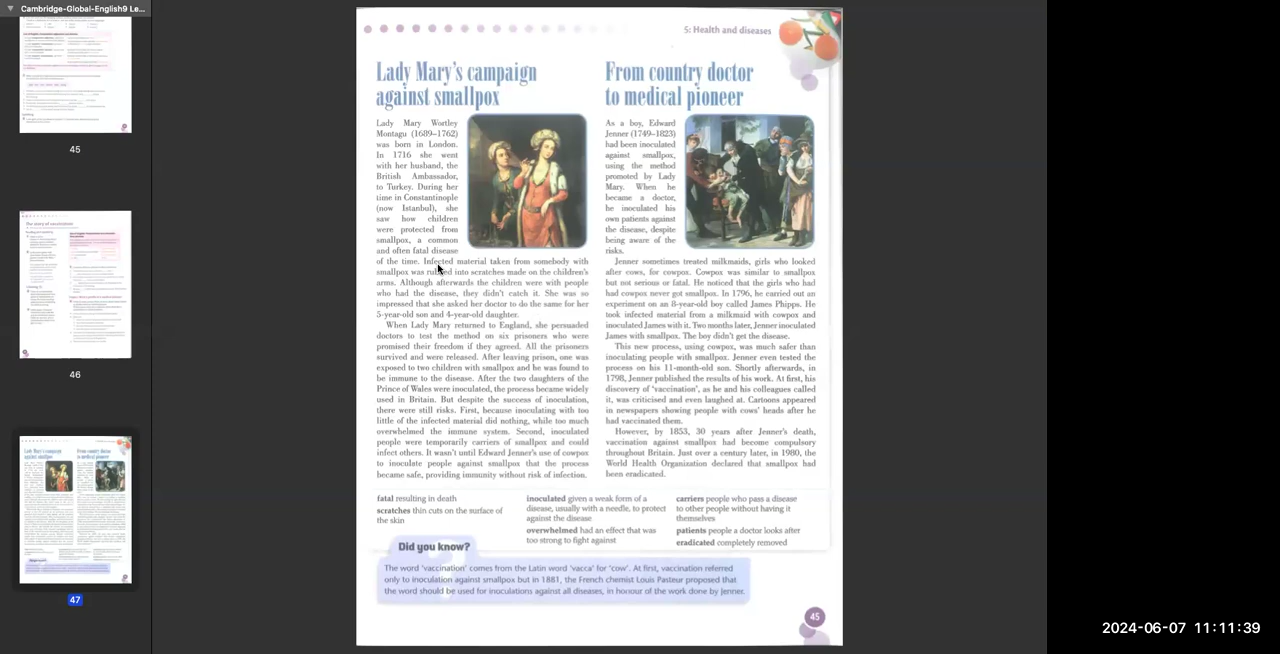 Cambridge-Global-English9 Le...
45
46
47
5: Health and diseases
Lady Mary's campaign
against smallpox
Lady Mary Wortley
Montagu (1689–1762)
was born in London.
In 1716 she went
with her husband, the
British Ambassador,
to Turkey. During her
time in Constantinople
(now Istanbul), she
saw how children
were protected from
smallpox, a common
and often fatal disease
of the time. Infected material taken from somebody with
smallpox was into scratches made on the children's
arms. Although afterwards the children were with people
who had the disease, they didn't catch it. She was so
impressed that she asked her doctor to do the same for her
5-year-old son and 4-year-old daughter.
When Lady Mary returned to England, she persuaded
doctors to test the method on six prisoners who were
promised their freedom if they agreed. All the prisoners
survived and were released. After leaving prison, one was
exposed to two children with smallpox and he was found to
be immune to the disease. After the two daughters of the
Prince of Wales were inoculated, the process became widely
used in Britain. But despite the success of inoculation,
there were still risks. First, because inoculating with too
little of the infected material did nothing, while too much
overwhelmed the immune system. Second, inoculated
people were temporarily carriers of smallpox and could
infect others. It wasn't until Edward Jenner's use of cowpox
to inoculate people against smallpox that the process
became safe, providing immunity without risk of infection.
From country doctor
to medical pioneer
As a boy, Edward
Jenner (1749–1823)
had been inoculated
against smallpox,
using the method
promoted by Lady
Mary. When he
became a doctor,
he inoculated his
own patients against
the disease, despite
being aware of the
risks.
Jenner sometimes treated milkmaids, girls who looked
after cows, for cowpox. Cowpox was similar to smallpox
but not serious or fatal. He noticed that the girls who had
had cowpox never got smallpox. In 1796, he carried out an
experiment on an 8-year-old boy called James Phipps. He
took infected material from a milkmaid with cowpox and
inoculated James with it. Two months later, Jenner inoculated
James with smallpox. The boy didn't get the disease.
This new process, using cowpox, was much safer than
inoculating people with smallpox. Jenner even tested the
process on his 11-month-old son. Shortly afterwards, in
1798, Jenner published the results of his work. At first, his
discovery of 'vaccination', as he and his colleagues called
it, was criticised and even laughed at. Cartoons appeared
in newspapers showing people with cows' heads after he
had vaccinated them.
However, by 1853, 30 years after Jenner's death,
vaccination against smallpox had become compulsory
throughout Britain. Just over a century later, in 1980, the
World Health Organization declared that smallpox had
been eradicated.
fatal resulting in death
scratches thin cuts on the surface of
the skin
inoculated given a weak form of a
disease, usually with a needle, to protect
against the disease
overwhelmed had an effect that was
too strong to fight against
carriers people who pass a disease
to other people without having it
themselves
patients people a doctor looks after
eradicated completely removed
Did you know?
The word 'vaccination' comes from the Latin word 'vacca' for 'cow'. At first, vaccination referred
only to inoculation against smallpox but in 1881, the French chemist Louis Pasteur proposed that
the word should be used for inoculations against all diseases, in honour of the work done by Jenner.
45
2024-06-07 11:11:39